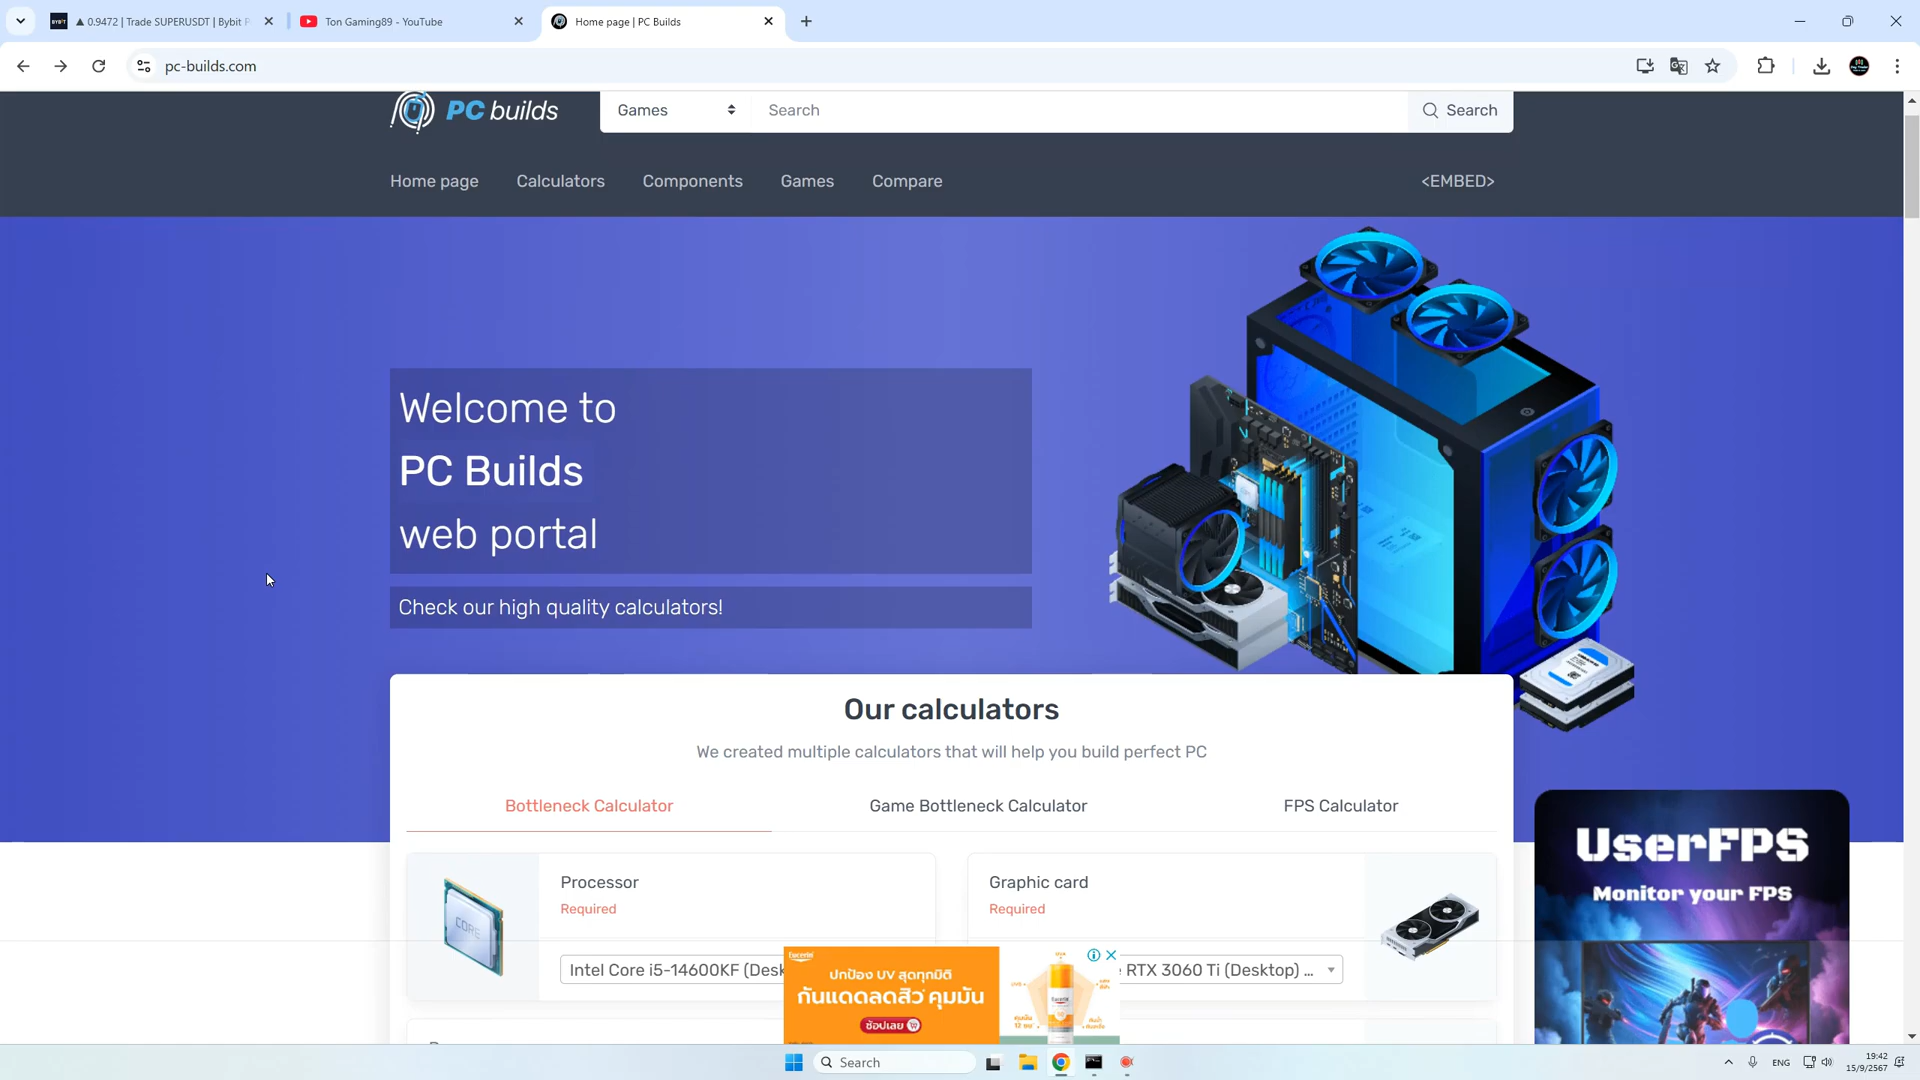 ▲ 0.9472 | Trade SUPERUSDT | Bybit P
Ton Gaming89 - YouTube
Home page | PC Builds
pc-builds.com
PC builds
Games
Search
Search
Home page
Calculators
Components
Games
Compare
<EMBED>
Welcome to
PC Builds
web portal
Check our high quality calculators!
Our calculators
We created multiple calculators that will help you build perfect PC
Bottleneck Calculator
Game Bottleneck Calculator
FPS Calculator
Processor
Required
Graphic card
Required
CORE
Intel Core i5-14600KF (Desk
RTX 3060 Ti (Desktop) ...
UserFPS
Monitor your FPS
Eucerin
ปกป้อง UV สุดทุกมิติ
กันแดดลดสิว คุมมัน
ช้อปเลย
Search
ENG
19:42
15/9/2567